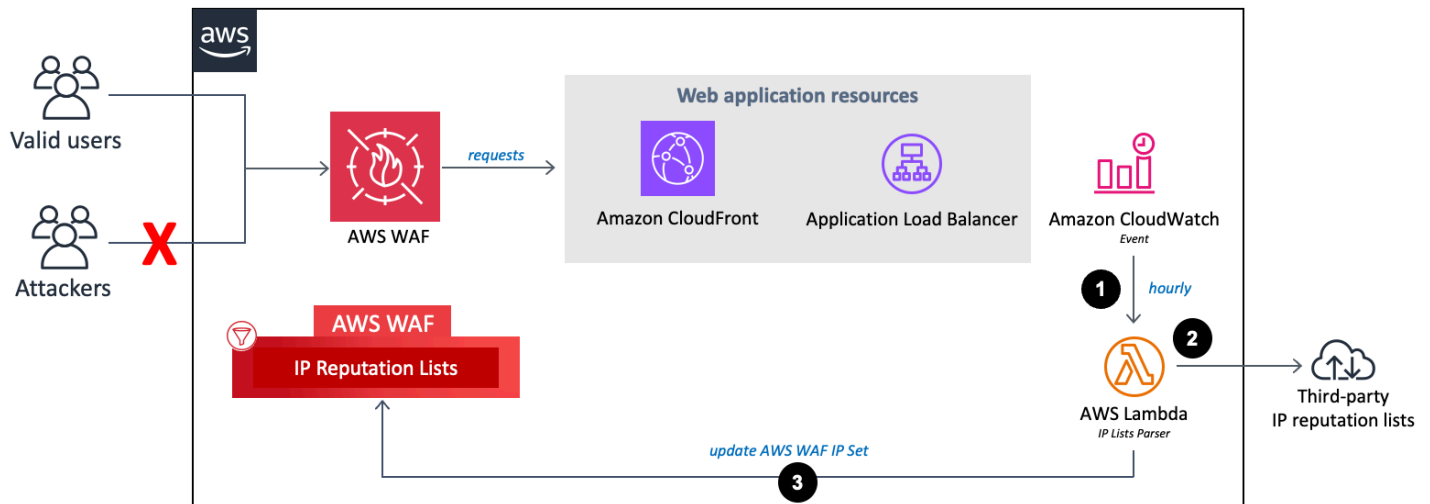 aws
Valid users
Attackers
X
AWS WAF
requests
Web application resources
Amazon CloudFront
Application Load Balancer
Amazon CloudWatch
Event
1
hourly
2
AWS Lambda
IP Lists Parser
Third-party
IP reputation lists
AWS WAF
IP Reputation Lists
update AWS WAF IP Set
3